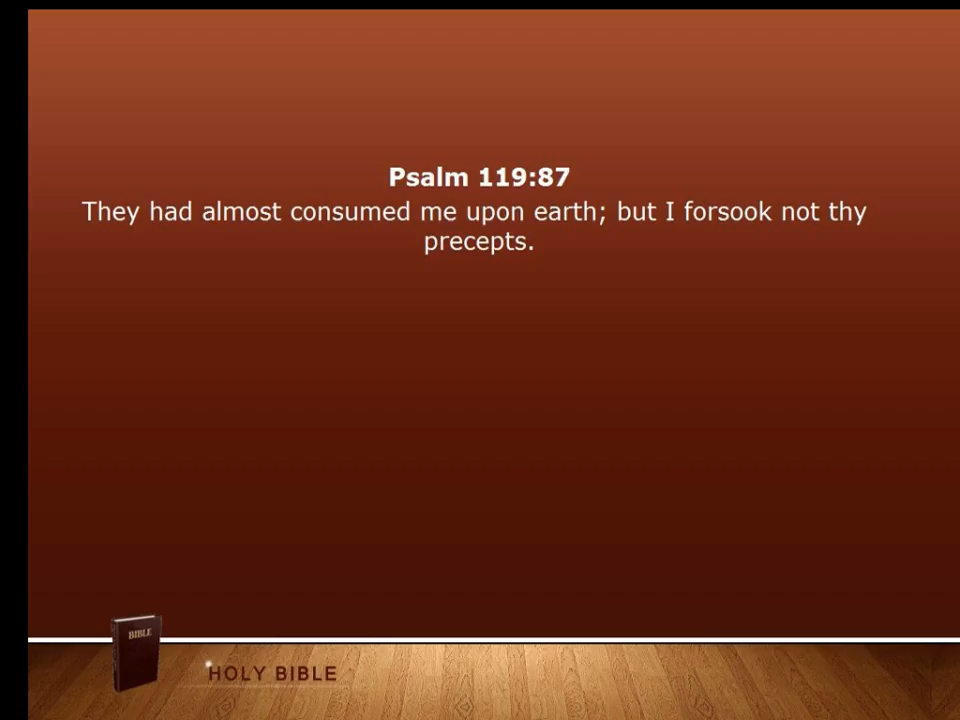 Psalm 119:87
They had almost consumed me upon earth; but I forsook not thy
precepts.
BIBLE
HOLY BIBLE